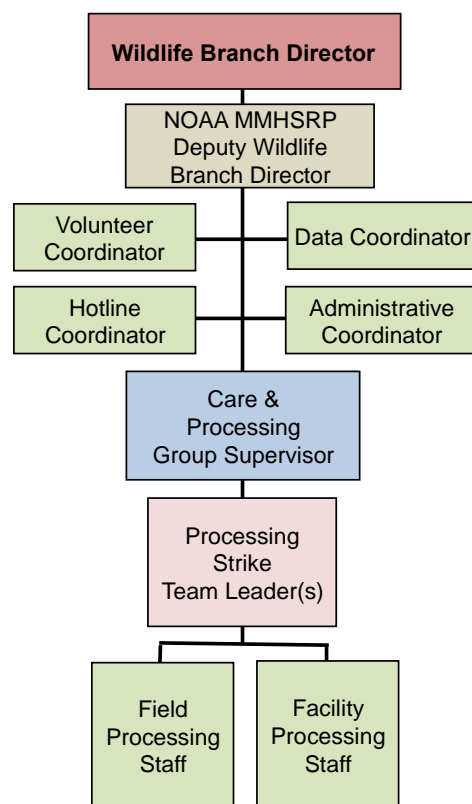 Wildlife Branch Director
NOAA MMHSRP
Deputy Wildlife
Branch Director
Volunteer
Coordinator
Data Coordinator
Hotline
Coordinator
Administrative
Coordinator
Care &
Processing
Group Supervisor
Processing
Strike
Team Leader(s)
Field
Processing
Staff
Facility
Processing
Staff